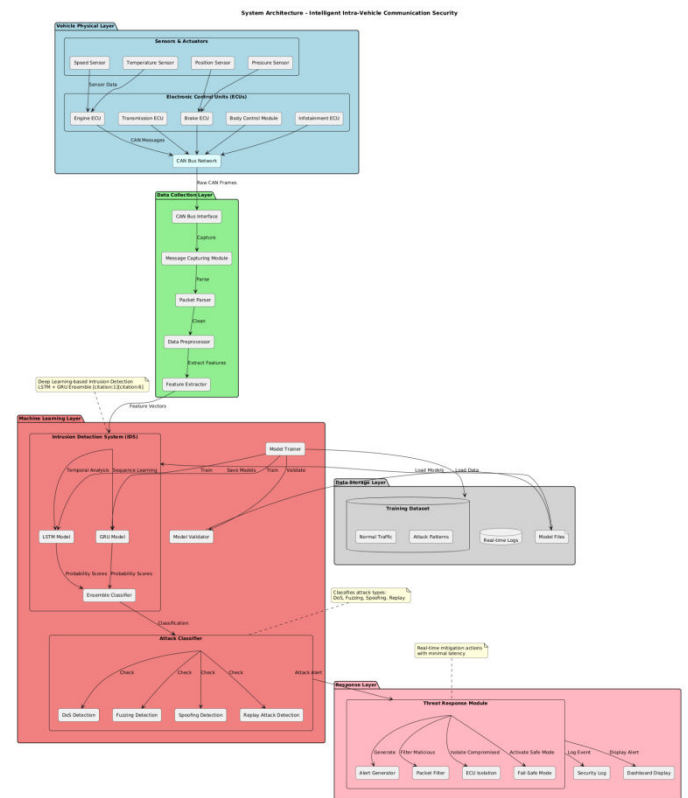 System Architecture - Intelligent Intra-Vehicle Communication Security
Vehicle Physical Layer
Sensors & Actuators
Speed Sensor
Temperature Sensor
Position Sensor
Pressure Sensor
Sensor Data
Electronic Control Units (ECUs)
Engine ECU
Transmission ECU
Brake ECU
Body Control Module
Infotainment ECU
CAN Messages
CAN Bus Network
Raw CAN Frames
Data Collection Layer
CAN Bus Interface
Capture
Message Capturing Module
Parse
Packet Parser
Clean
Data Preprocessor
Extract Features
Feature Extractor
Deep Learning-based Intrusion Detection
LSTM + GRU Ensemble [citation:1][citation:6]
Feature Vectors
Machine Learning Layer
Intrusion Detection System (IDS)
Model Trainer
Temporal Analysis
Sequence Learning
Train
Save Models
Train
Validate
Load Models
Load Data
LSTM Model
GRU Model
Model Validator
Data Storage Layer
Training Dataset
Normal Traffic
Attack Patterns
Real-time Logs
Model Files
Probability Scores
Probability Scores
Ensemble Classifier
Classification
Classifies attack types:
DoS, Fuzzing, Spoofing, Replay
Attack Classifier
Check
Check
Check
Check
DoS Detection
Fuzzing Detection
Spoofing Detection
Replay Attack Detection
Attack Alert
Real-time mitigation actions
with minimal latency
Response Layer
Threat Response Module
Generate
Filter Malicious
Isolate Compromised
Activate Safe Mode
Log Event
Display Alert
Alert Generator
Packet Filter
ECU Isolation
Fail-Safe Mode
Security Log
Dashboard Display